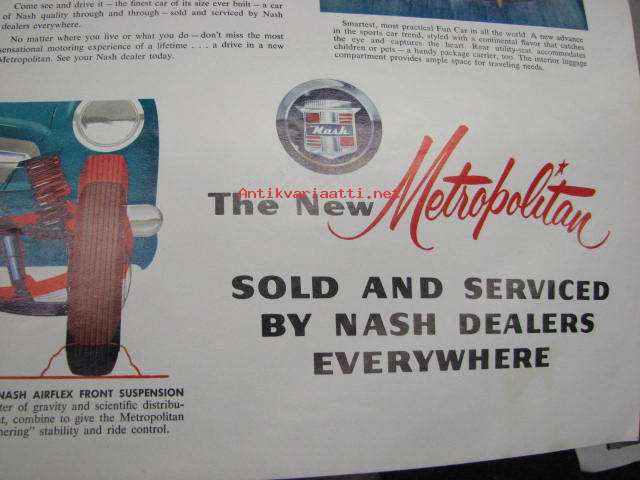 Come see and drive it – the finest car of its size ever built – a car
of Nash quality through and through – sold and serviced by Nash
dealers everywhere.
No matter where you live or what you do – don't miss the most
sensational motoring experience of a lifetime . . . a drive in a new
Metropolitan. See your Nash dealer today.
Smartest, most practical Fun Car in all the world. A new advance
in the sports car trend, styled with a continental flavor that catches
the eye and captures the heart. Rear utility-seat accommodates
children or pets – a handy package carrier, too. The interior luggage
compartment provides ample space for traveling needs.
Nash
Antikvariaatti.net
The New Metropolitan
SOLD AND SERVICED
BY NASH DEALERS
EVERYWHERE
NASH AIRFLEX FRONT SUSPENSION
ter of gravity and scientific distribu-
t, combine to give the Metropolitan
nering" stability and ride control.